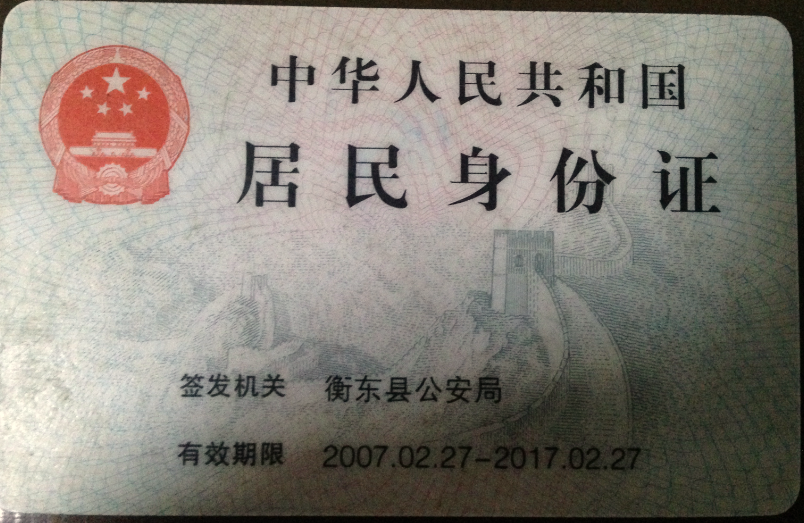 中华人民共和国
居民身份证
签发机关 衡东县公安局
有效期限 2007.02.27-2017.02.27